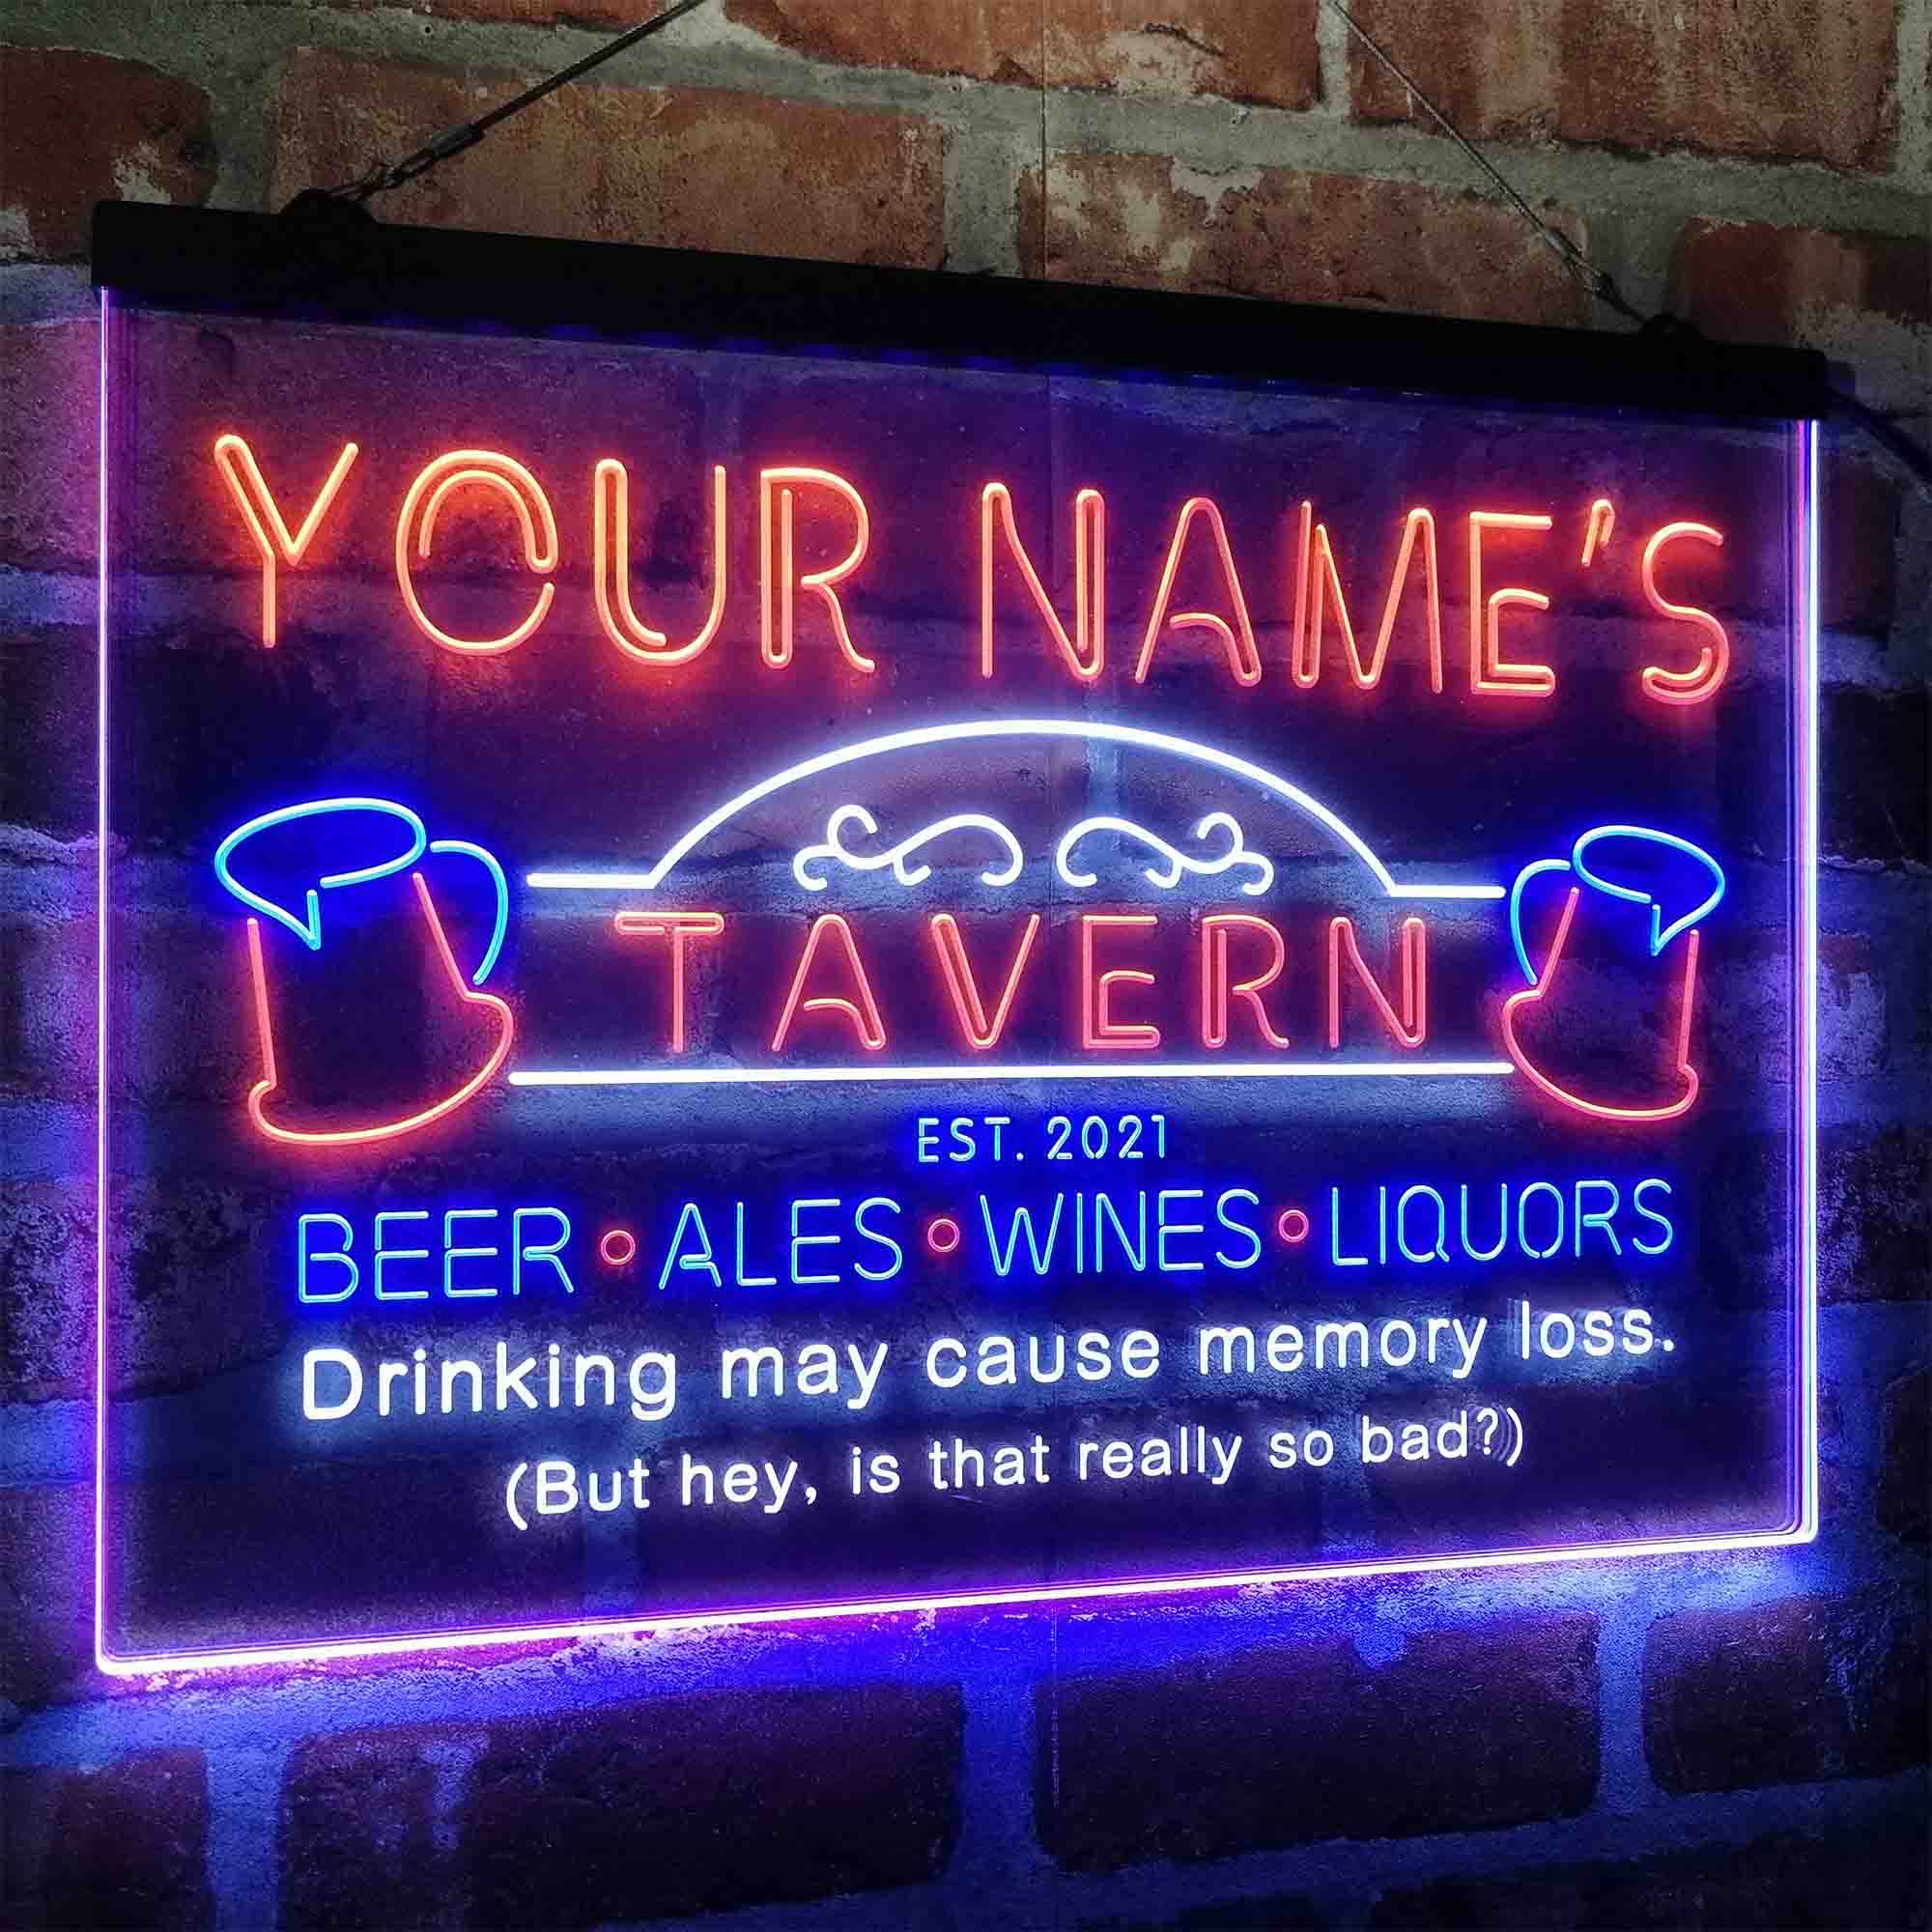 YOUR NAME'S
TAVERN
EST. 2021
BEER • ALES • WINES • LIQUORS
Drinking may cause memory loss.
(But hey, is that really so bad?)